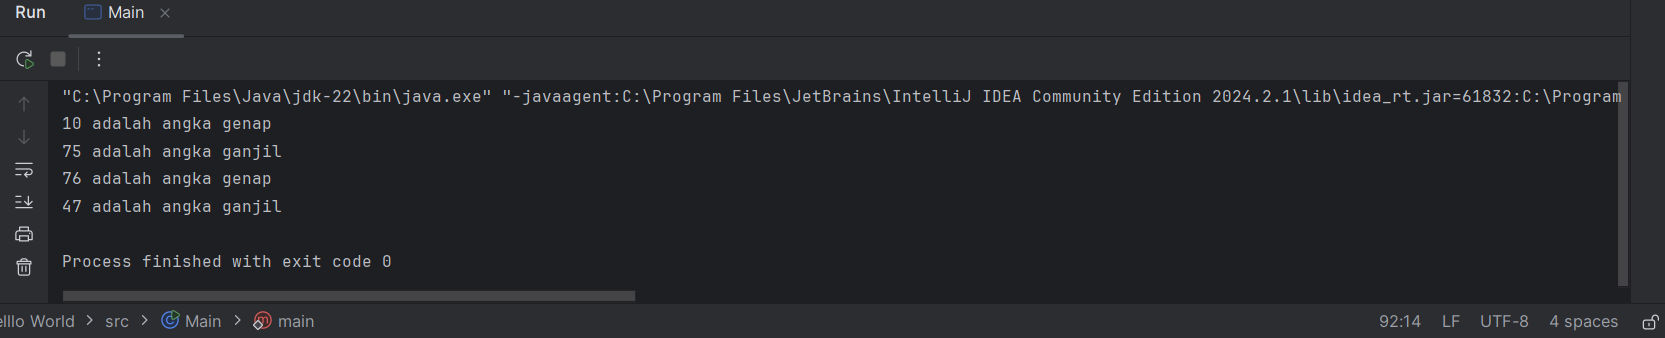 Run Main
"C:\Program Files\Java\jdk-22\bin\java.exe" "-javaagent:C:\Program Files\JetBrains\IntelliJ IDEA Community Edition 2024.2.1\lib\idea_rt.jar=61832:C:\Program
10 adalah angka genap
75 adalah angka ganjil
76 adalah angka genap
47 adalah angka ganjil
Process finished with exit code 0
elllo World > src > Main > main 92:14 LF UTF-8 4 spaces